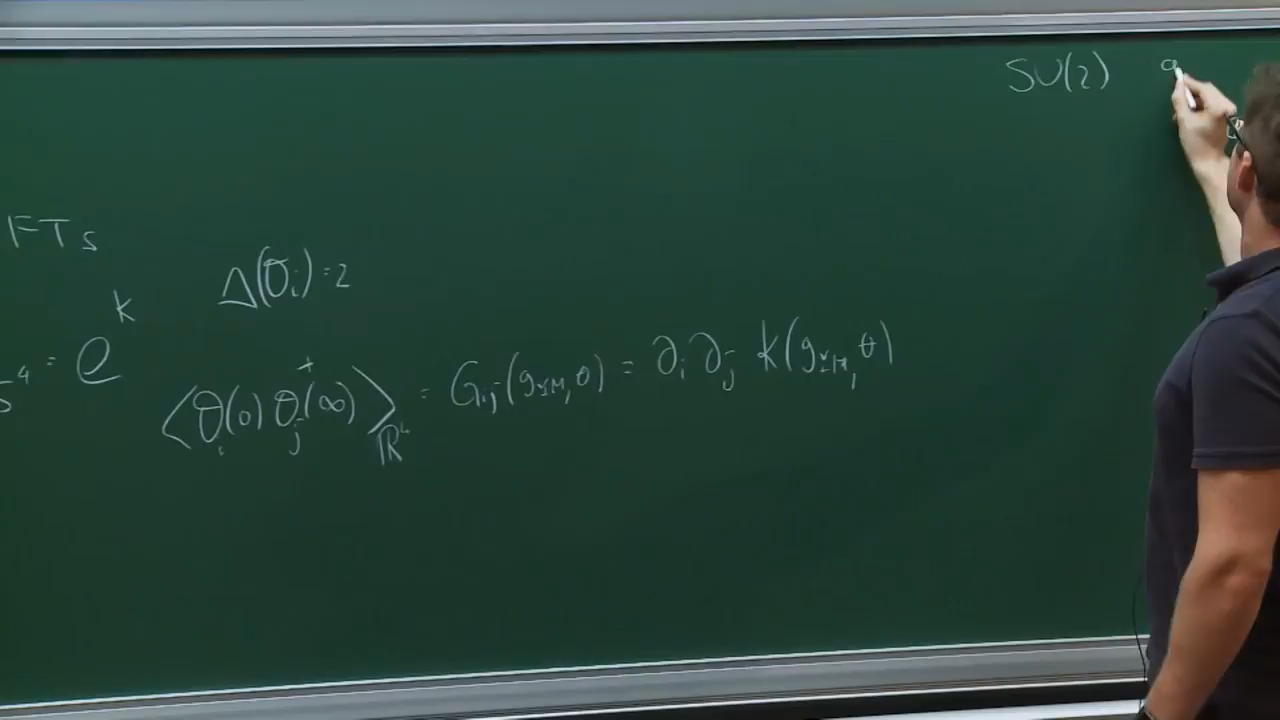 SU(2)
FTs
Δ(O_i) = 2
S^4 = e^k
⟨O_i(0) O_j^+(∞)⟩_{ℝ^4} = G_{ij}(g_{YM}, θ) = ∂_i ∂_j K(g_{YM}, θ)